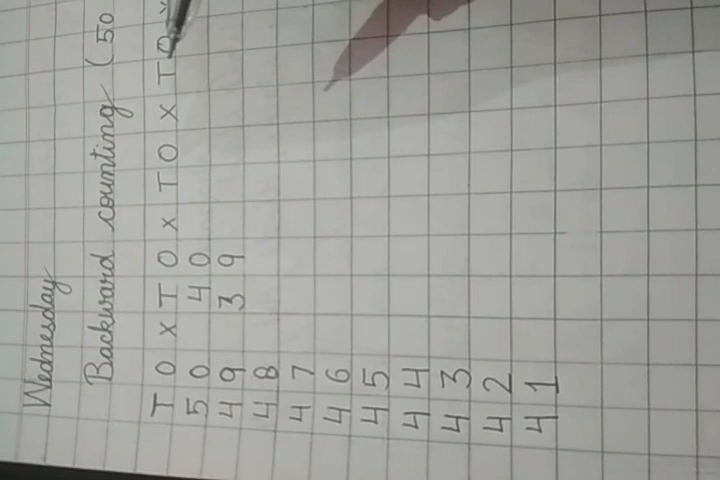 Wednesday
Backward counting (50
T O X T O X T O X T O X
5 0 4 0
4 9 3 9
4 8
4 7
4 6
4 5
4 4
4 3
4 2
4 1